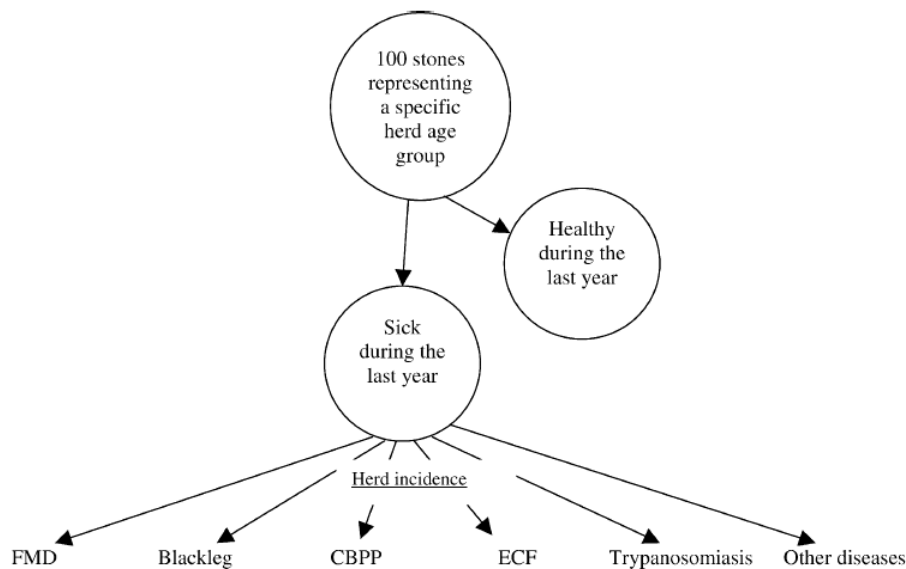 100 stones
representing
a specific
herd age
group
Healthy
during the
last year
Sick
during the
last year
Herd incidence
FMD
Blackleg
CBPP
ECF
Trypanosomiasis
Other diseases